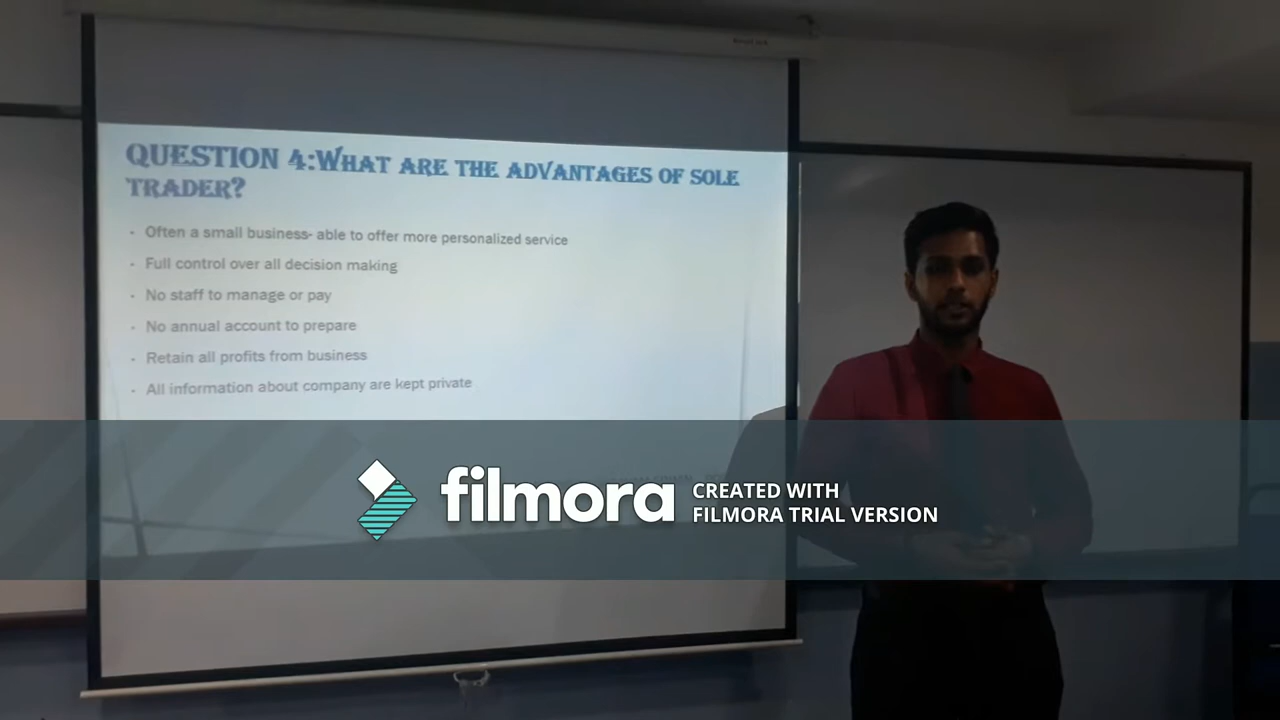 QUESTION 4:WHAT ARE THE ADVANTAGES OF SOLE
TRADER?
• Often a small business- able to offer more personalized service
• Full control over all decision making
• No staff to manage or pay
• No annual account to prepare
• Retain all profits from business
• All information about company are kept private
filmora
CREATED WITH
FILMORA TRIAL VERSION